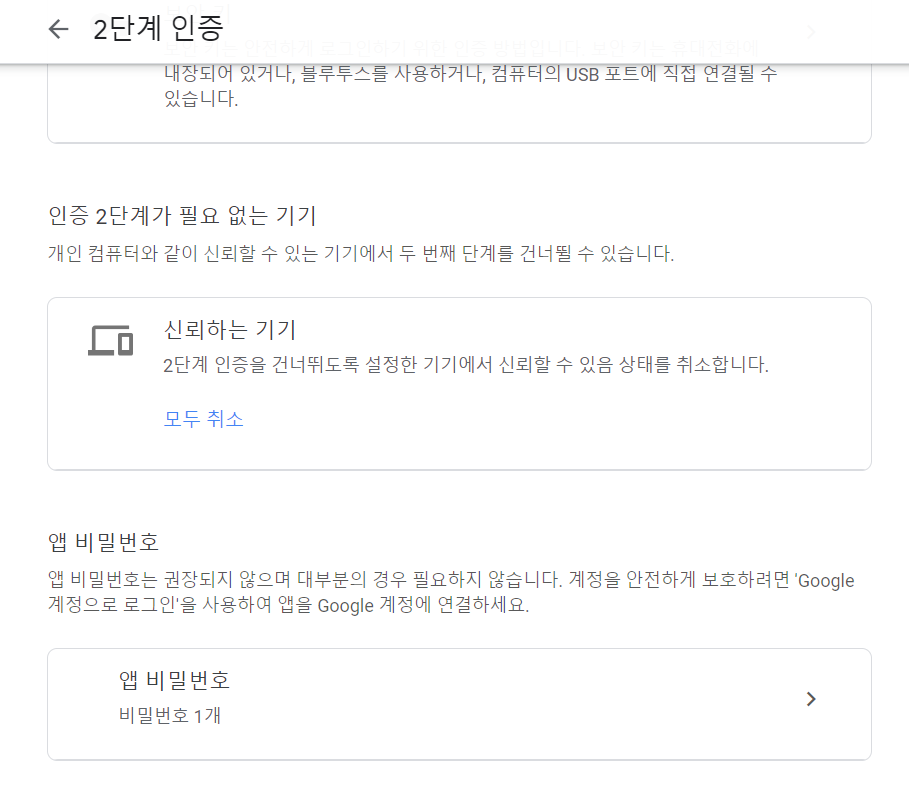 2단계 인증
내장되어 있거나, 블루투스를 사용하거나, 컴퓨터의 USB 포트에 직접 연결될 수
있습니다.
인증 2단계가 필요 없는 기기
개인 컴퓨터와 같이 신뢰할 수 있는 기기에서 두 번째 단계를 건너뛸 수 있습니다.
신뢰하는 기기
2단계 인증을 건너뛰도록 설정한 기기에서 신뢰할 수 있음 상태를 취소합니다.
모두 취소
앱 비밀번호
앱 비밀번호는 권장되지 않으며 대부분의 경우 필요하지 않습니다. 계정을 안전하게 보호하려면 'Google
계정으로 로그인'을 사용하여 앱을 Google 계정에 연결하세요.
앱 비밀번호
비밀번호 1개